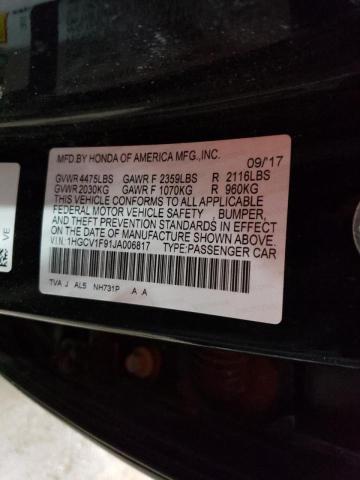 MFD.BY HONDA OF AMERICA MFG.,INC. 09/'17
GVWR 4475LBS GAWR F 2359LBS R 2116LBS
GVWR 2030KG GAWR F 1070KG R 960KG
THIS VEHICLE CONFORMS TO ALL APPLICABLE
FEDERAL MOTOR VEHICLE SAFETY , BUMPER,
AND THEFT PREVENTION STANDARDS IN EFFECT
ON THE DATE OF MANUFACTURE SHOWN ABOVE.
V.I.N. 1HGCV1F91JA006817 TYPE:PASSENGER CAR
TVA J AL5 NH731P A A
VE